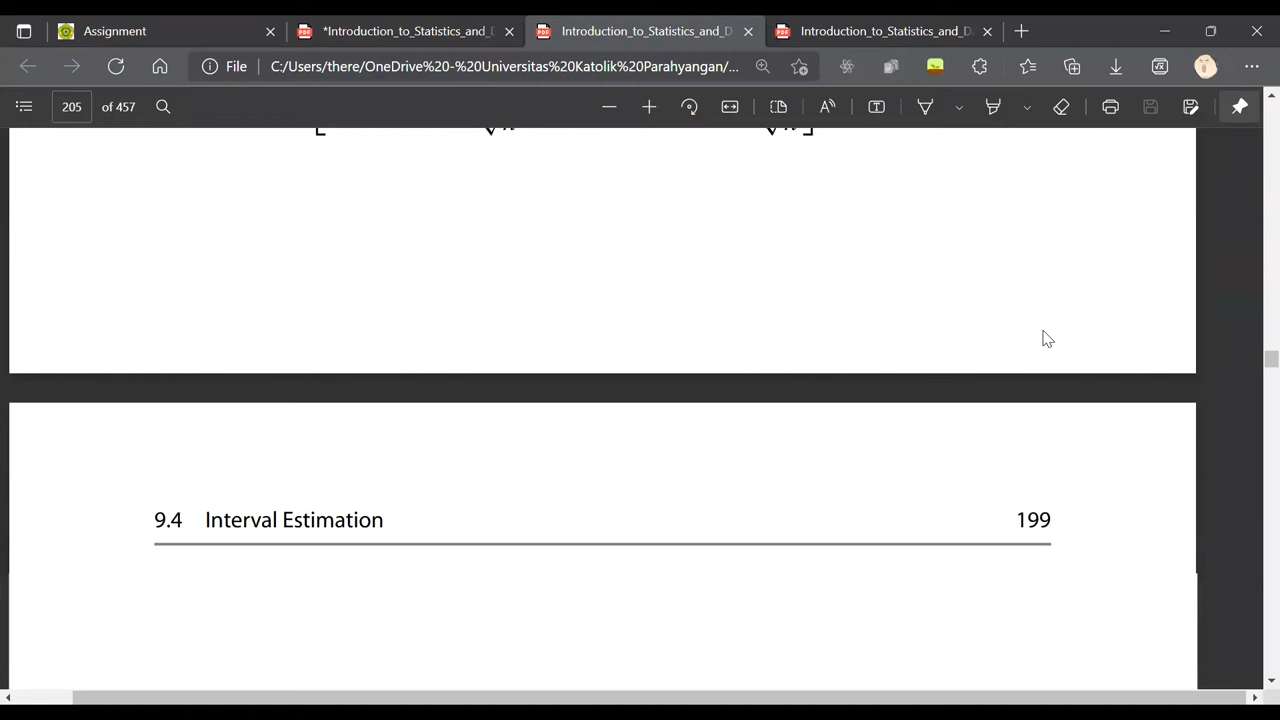 Assignment
*Introduction_to_Statistics_and_D
Introduction_to_Statistics_and_D
Introduction_to_Statistics_and_D
File
C:/Users/there/OneDrive%20-%20Universitas%20Katolik%20Parahyangan/...
205 of 457
9.4 Interval Estimation 199